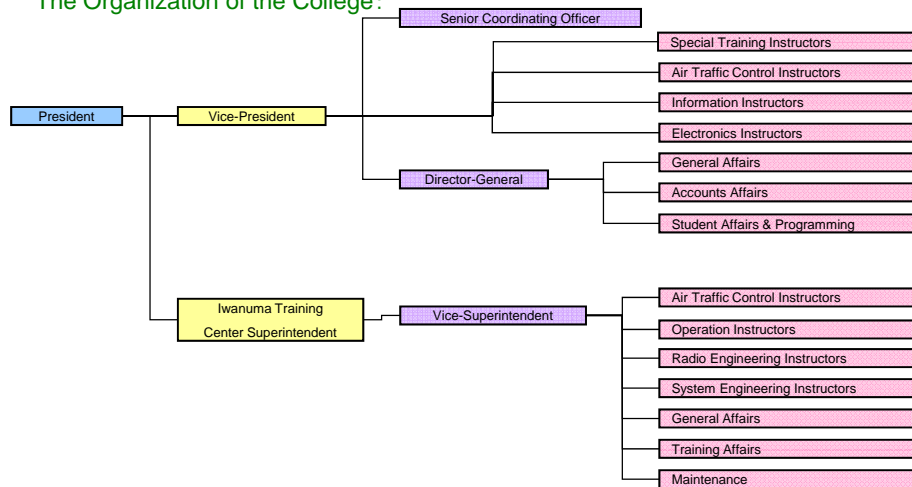 The Organization of the College:
Senior Coordinating Officer
Special Training Instructors
Air Traffic Control Instructors
Information Instructors
President
Vice-President
Electronics Instructors
General Affairs
Director-General
Accounts Affairs
Student Affairs & Programming
Iwanuma Training
Center Superintendent
Vice-Superintendent
Air Traffic Control Instructors
Operation Instructors
Radio Engineering Instructors
System Engineering Instructors
General Affairs
Training Affairs
Maintenance